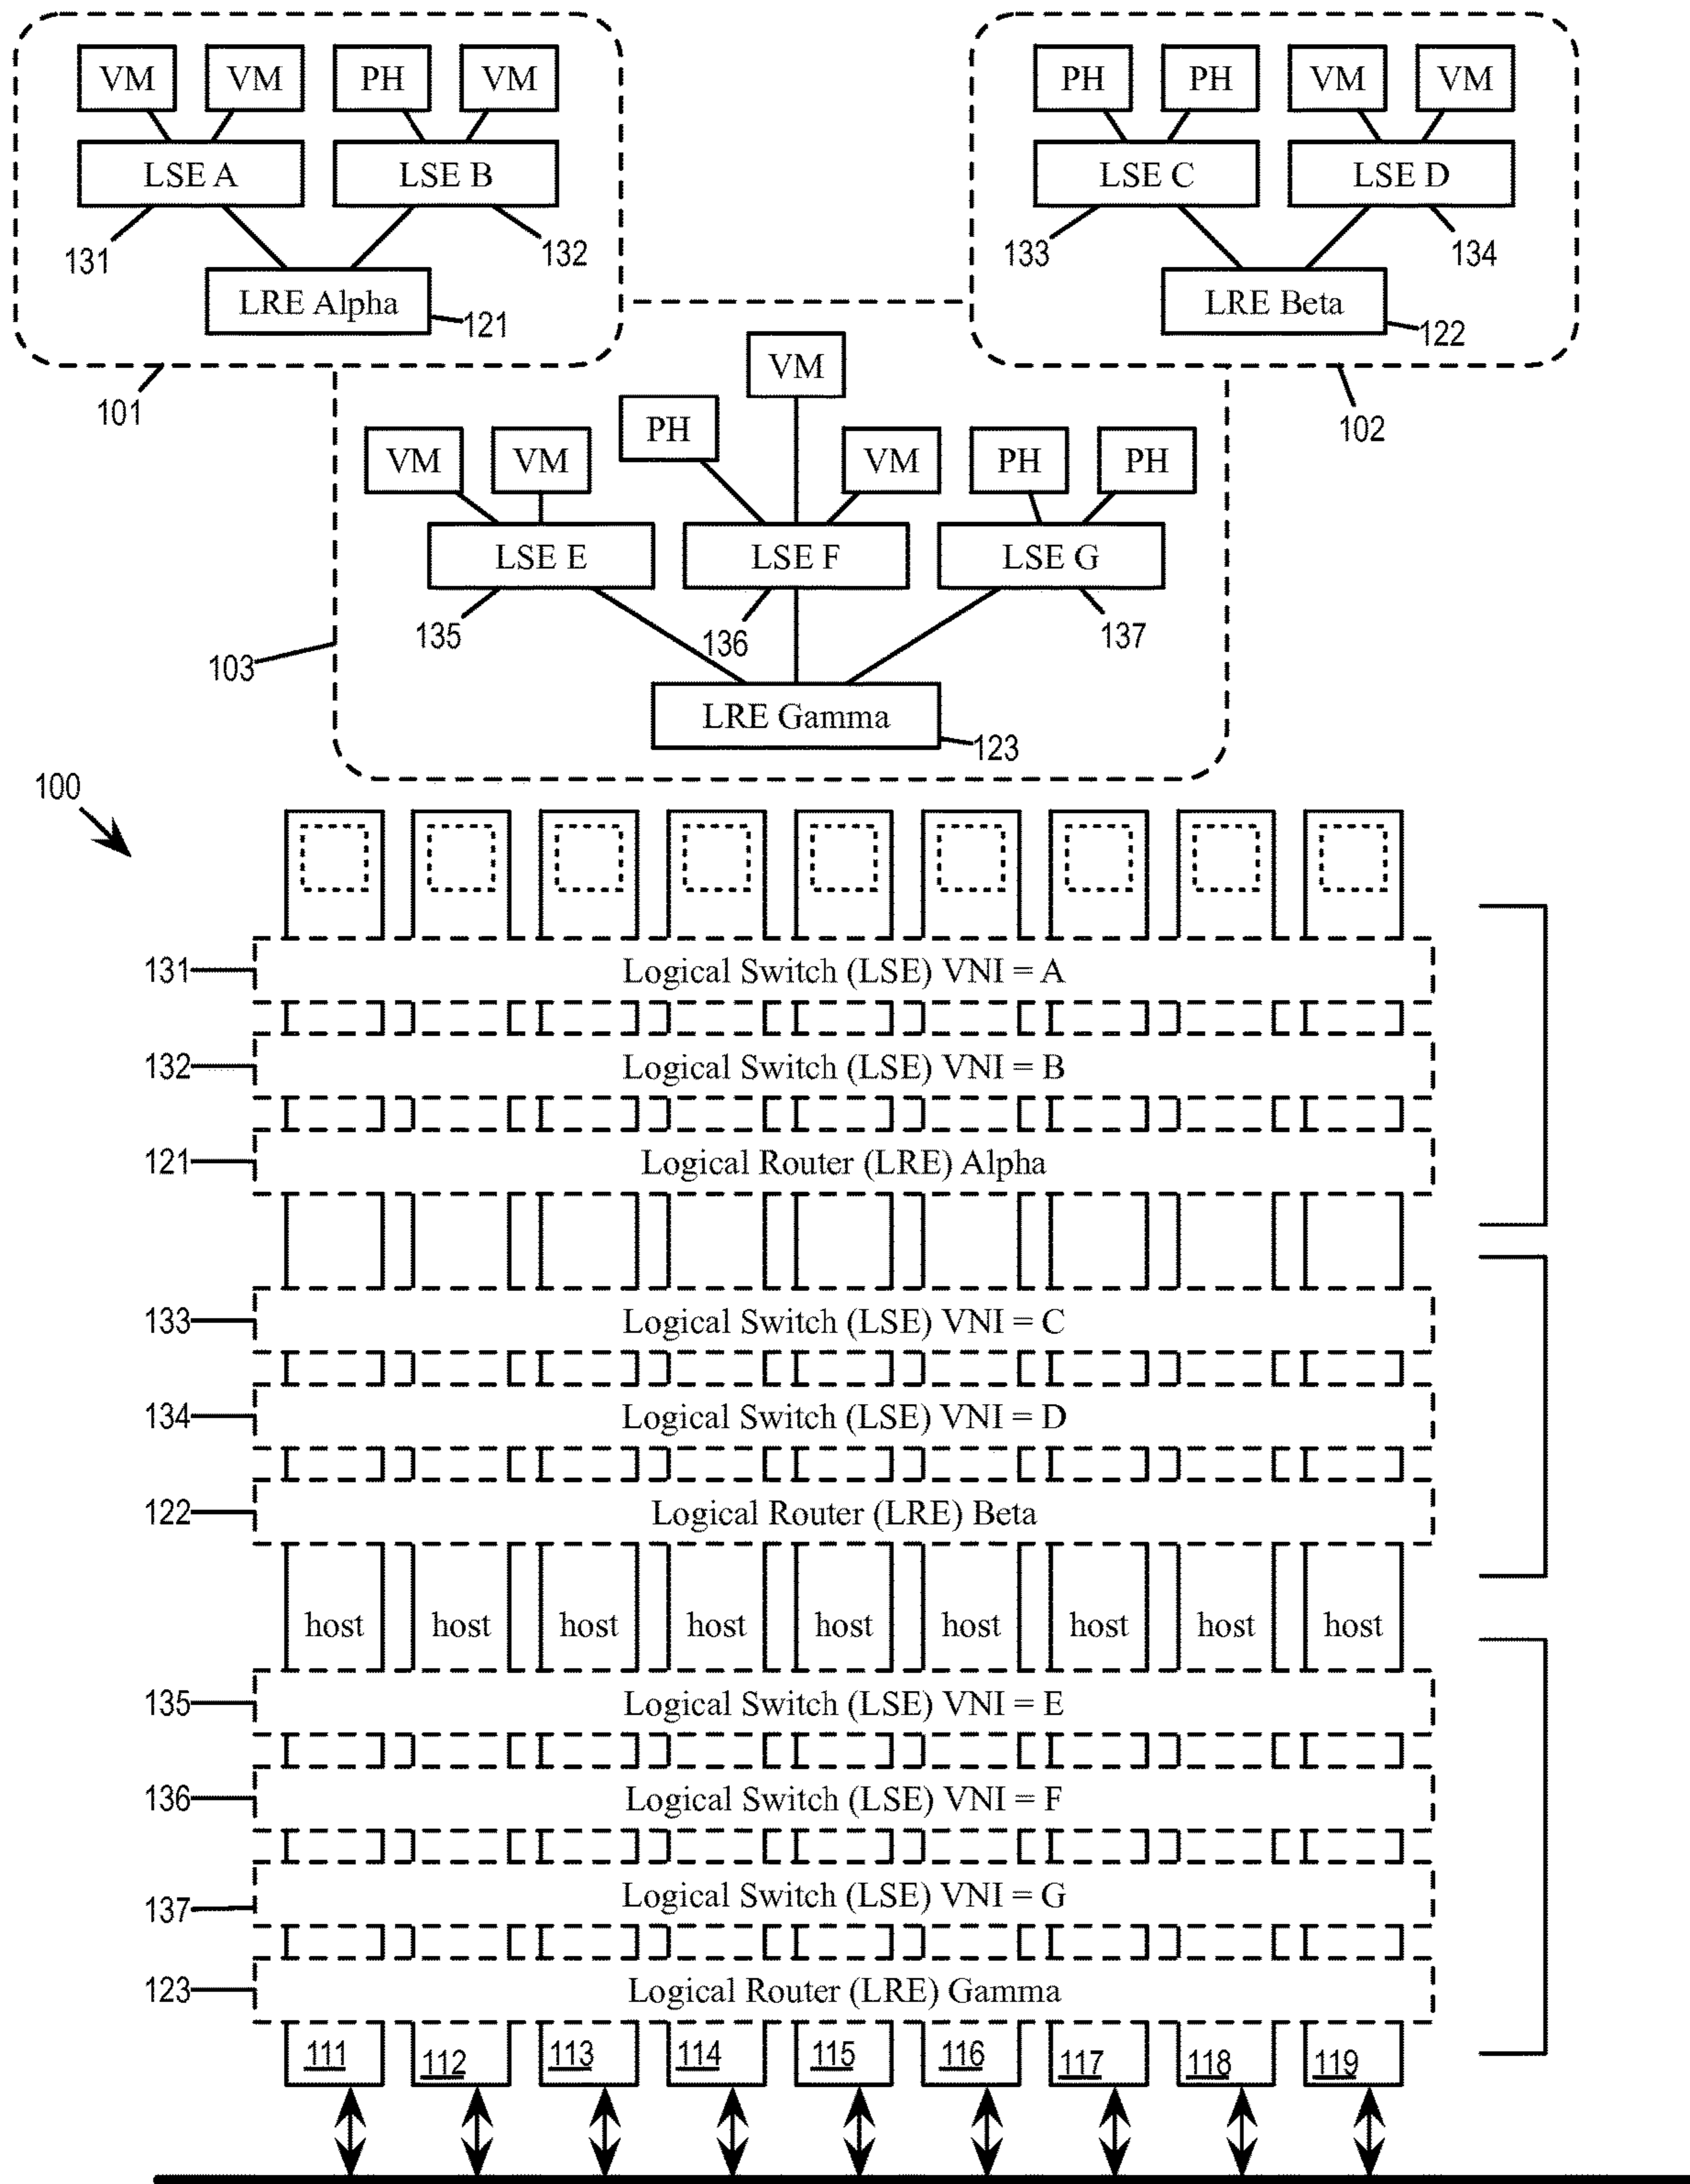 VM VM PH VM
PH PH VM VM
LSE A LSE B
LSE C LSE D
131 132
133 134
LRE Alpha 121
LRE Beta 122
101
102
VM
PH
VM VM VM PH PH
LSE E LSE F LSE G
135 136 137
103
LRE Gamma 123
100
131 Logical Switch (LSE) VNI = A
132 Logical Switch (LSE) VNI = B
121 Logical Router (LRE) Alpha
133 Logical Switch (LSE) VNI = C
134 Logical Switch (LSE) VNI = D
122 Logical Router (LRE) Beta
host host host host host host host host host
135 Logical Switch (LSE) VNI = E
136 Logical Switch (LSE) VNI = F
137 Logical Switch (LSE) VNI = G
123 Logical Router (LRE) Gamma
111 112 113 114 115 116 117 118 119